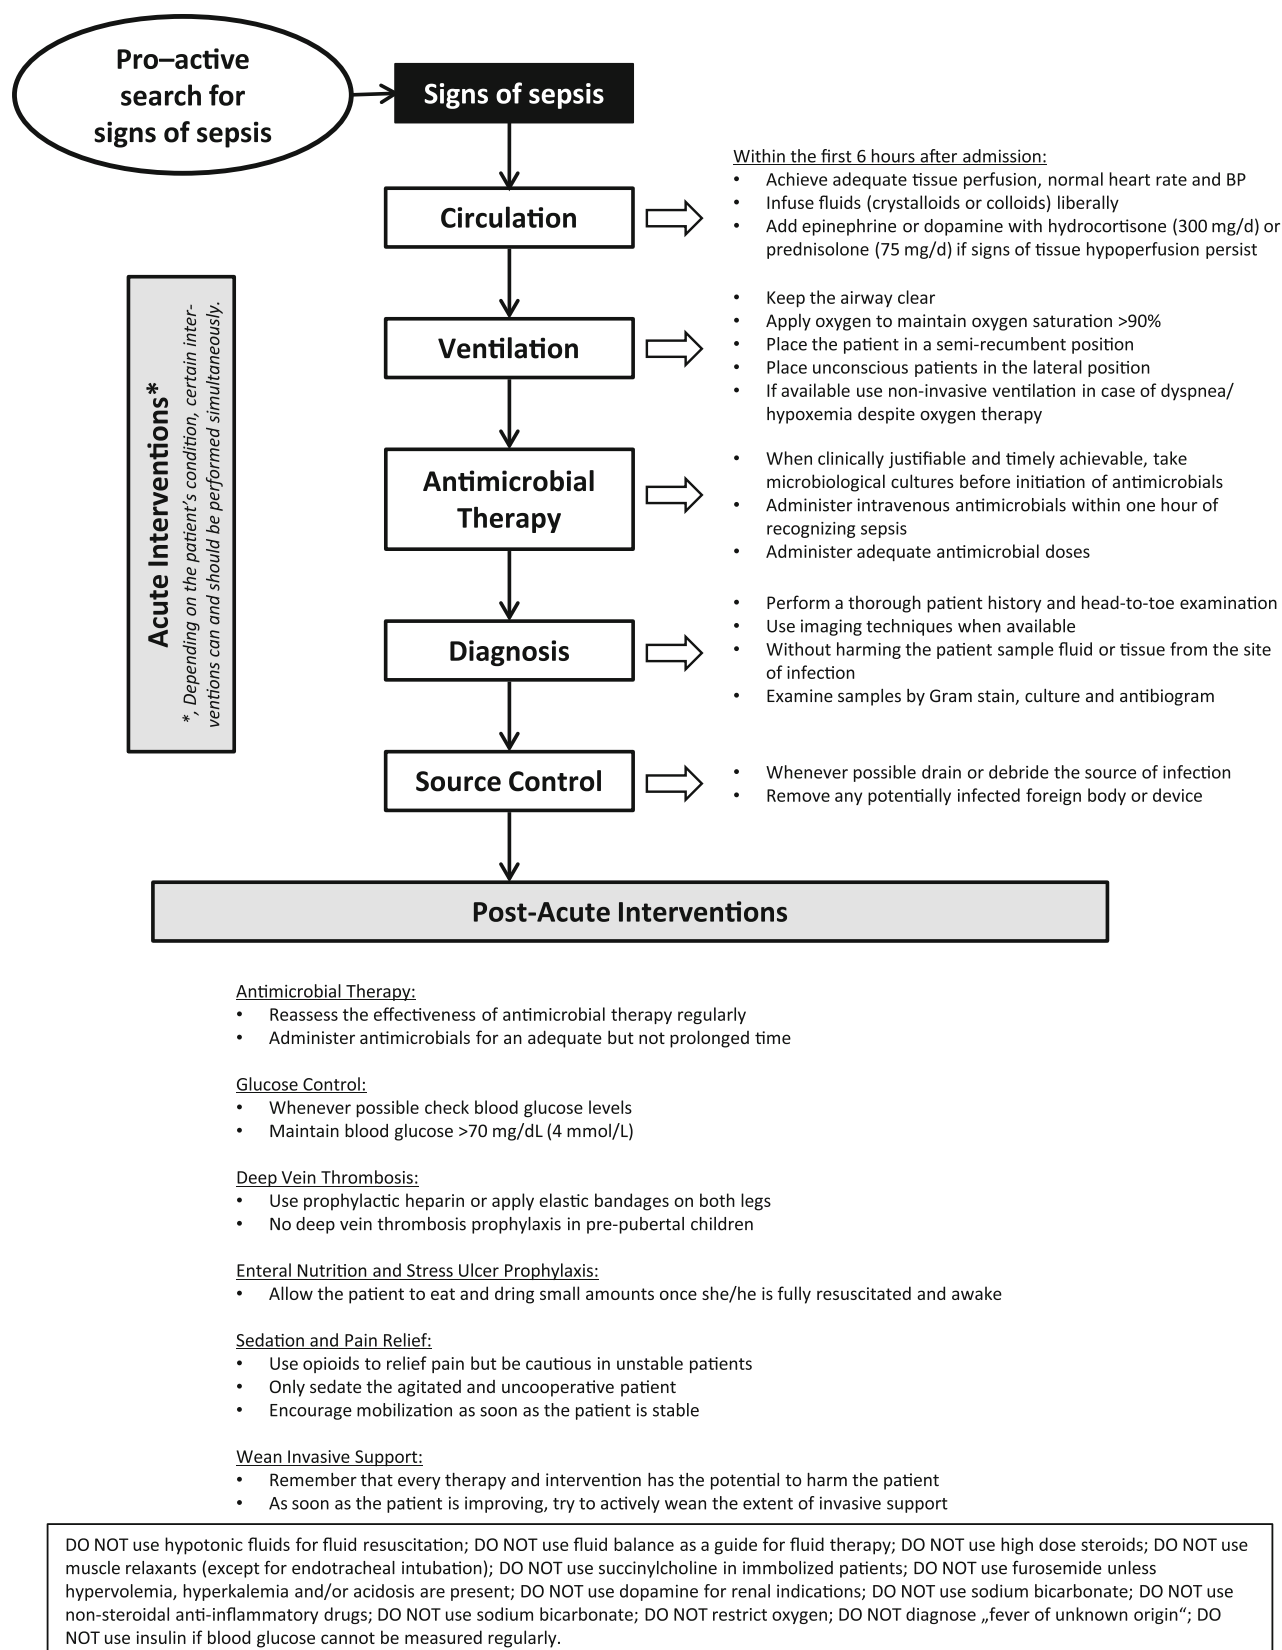 Pro–active
search for
signs of sepsis
Signs of sepsis
Circulation
Within the first 6 hours after admission:
• Achieve adequate tissue perfusion, normal heart rate and BP
• Infuse fluids (crystalloids or colloids) liberally
• Add epinephrine or dopamine with hydrocortisone (300 mg/d) or
prednisolone (75 mg/d) if signs of tissue hypoperfusion persist
Acute Interventions*
*, Depending on the patient’s condition, certain inter-
ventions can and should be performed simultaneously.
Ventilation
• Keep the airway clear
• Apply oxygen to maintain oxygen saturation >90%
• Place the patient in a semi-recumbent position
• Place unconscious patients in the lateral position
• If available use non-invasive ventilation in case of dyspnea/
hypoxemia despite oxygen therapy
Antimicrobial
Therapy
• When clinically justifiable and timely achievable, take
microbiological cultures before initiation of antimicrobials
• Administer intravenous antimicrobials within one hour of
recognizing sepsis
• Administer adequate antimicrobial doses
Diagnosis
• Perform a thorough patient history and head-to-toe examination
• Use imaging techniques when available
• Without harming the patient sample fluid or tissue from the site
of infection
• Examine samples by Gram stain, culture and antibiogram
Source Control
• Whenever possible drain or debride the source of infection
• Remove any potentially infected foreign body or device
Post-Acute Interventions
Antimicrobial Therapy:
• Reassess the effectiveness of antimicrobial therapy regularly
• Administer antimicrobials for an adequate but not prolonged time
Glucose Control:
• Whenever possible check blood glucose levels
• Maintain blood glucose >70 mg/dL (4 mmol/L)
Deep Vein Thrombosis:
• Use prophylactic heparin or apply elastic bandages on both legs
• No deep vein thrombosis prophylaxis in pre-pubertal children
Enteral Nutrition and Stress Ulcer Prophylaxis:
• Allow the patient to eat and dring small amounts once she/he is fully resuscitated and awake
Sedation and Pain Relief:
• Use opioids to relief pain but be cautious in unstable patients
• Only sedate the agitated and uncooperative patient
• Encourage mobilization as soon as the patient is stable
Wean Invasive Support:
• Remember that every therapy and intervention has the potential to harm the patient
• As soon as the patient is improving, try to actively wean the extent of invasive support
DO NOT use hypotonic fluids for fluid resuscitation; DO NOT use fluid balance as a guide for fluid therapy; DO NOT use high dose steroids; DO NOT use
muscle relaxants (except for endotracheal intubation); DO NOT use succinylcholine in immbolized patients; DO NOT use furosemide unless
hypervolemia, hyperkalemia and/or acidosis are present; DO NOT use dopamine for renal indications; DO NOT use sodium bicarbonate; DO NOT use
non-steroidal anti-inflammatory drugs; DO NOT use sodium bicarbonate; DO NOT restrict oxygen; DO NOT diagnose „fever of unknown origin“; DO
NOT use insulin if blood glucose cannot be measured regularly.